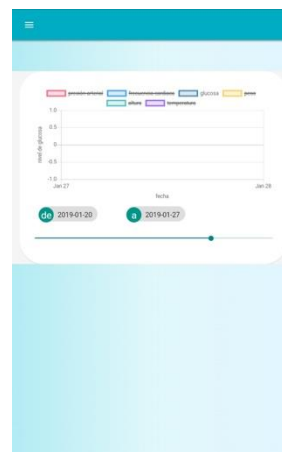 presión arterial frecuencia cardiaca glucosa peso
altura temperatura
1.0
0.5
0
-0.5
-1.0
nivel de glucosa
Jan 27 Jan 28
fecha
de 2019-01-20 a 2019-01-27